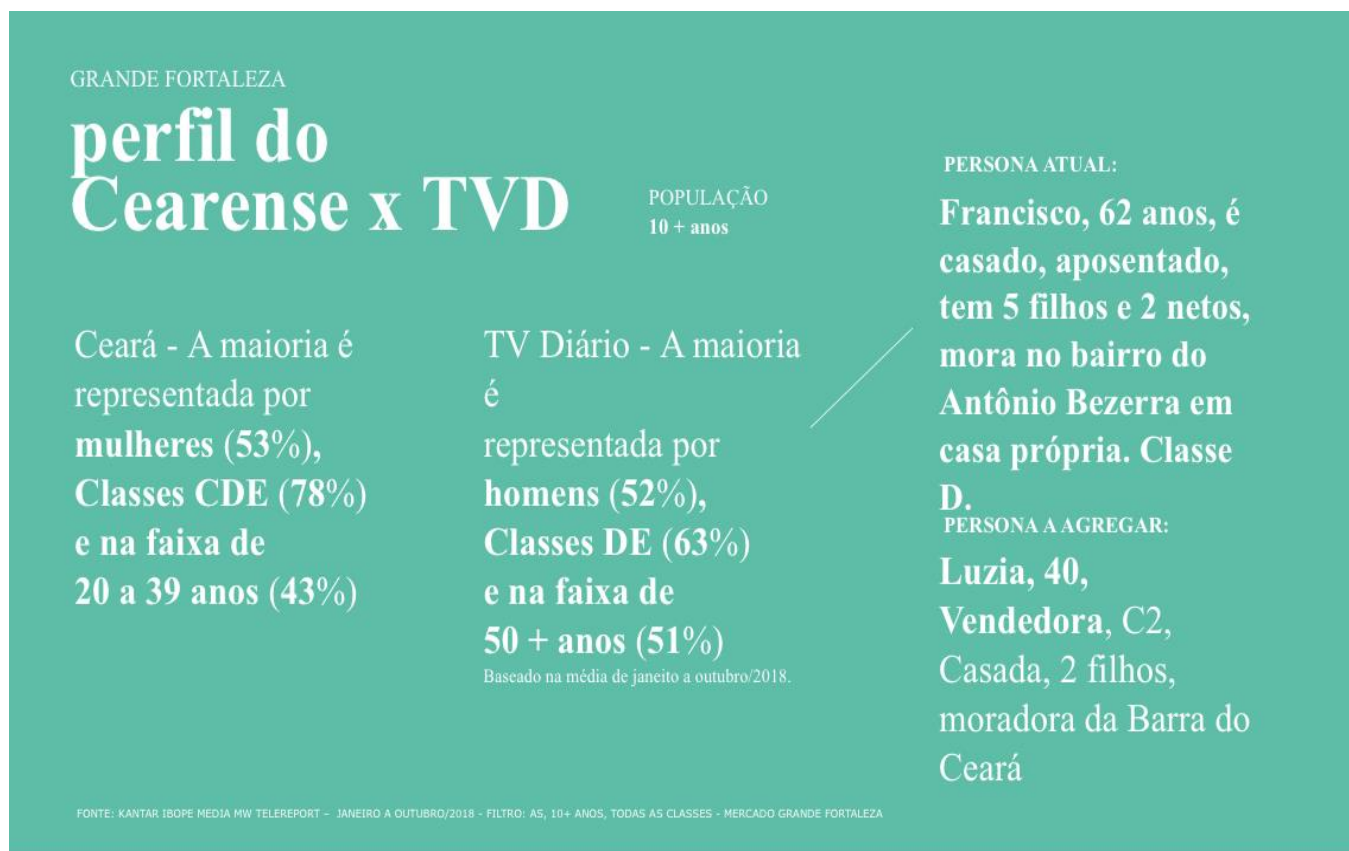 GRANDE FORTALEZA
perfil do
Cearense x TVD
POPULAÇÃO
10 + anos
Ceará - A maioria é
representada por
mulheres (53%),
Classes CDE (78%)
e na faixa de
20 a 39 anos (43%)
TV Diário - A maioria
é
representada por
homens (52%),
Classes DE (63%)
e na faixa de
50 + anos (51%)
Baseado na média de janeito a outubro/2018.
PERSONA ATUAL:
Francisco, 62 anos, é
casado, aposentado,
tem 5 filhos e 2 netos,
mora no bairro do
Antônio Bezerra em
casa própria. Classe
D.
PERSONA A AGREGAR:
Luzia, 40,
Vendedora, C2,
Casada, 2 filhos,
moradora da Barra do
Ceará
FONTE: KANTAR IBOPE MEDIA MW TELEREPORT – JANEIRO A OUTUBRO/2018 - FILTRO: AS, 10+ ANOS, TODAS AS CLASSES - MERCADO GRANDE FORTALEZA